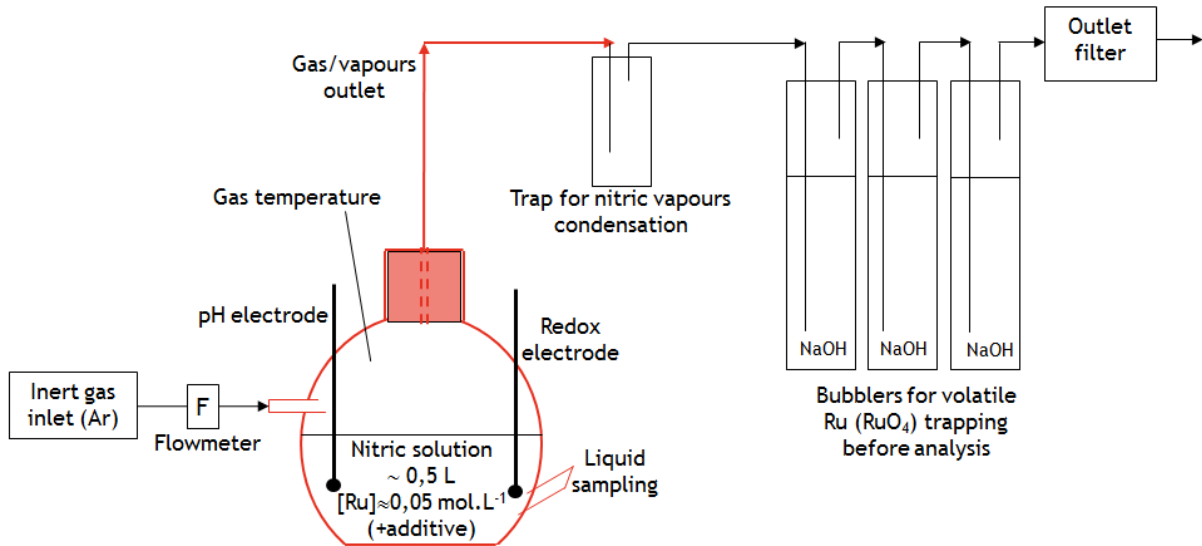 Gas/vapours
outlet
Outlet
filter
Gas temperature
Trap for nitric vapours
condensation
pH electrode
Redox
electrode
NaOH
NaOH
NaOH
Inert gas
inlet (Ar)
F
Flowmeter
Bubblers for volatile
Ru (RuO₄) trapping
before analysis
Nitric solution
~ 0,5 L
[Ru]≈0,05 mol.L⁻¹
(+additive)
Liquid
sampling